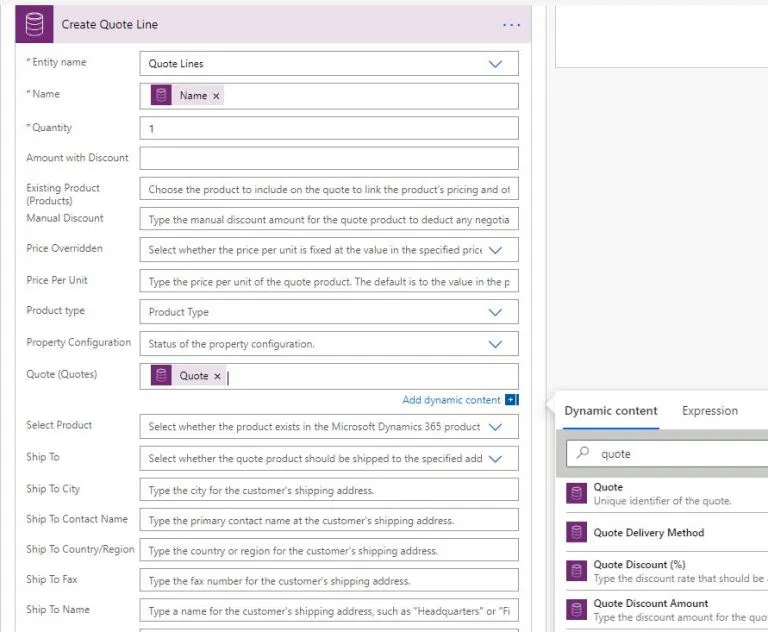 Create Quote Line
...
* Entity name
Quote Lines
* Name
Name ×
* Quantity
1
Amount with Discount
Existing Product
(Products)
Choose the product to include on the quote to link the product's pricing and of
Manual Discount
Type the manual discount amount for the quote product to deduct any negotia
Price Overridden
Select whether the price per unit is fixed at the value in the specified price
Price Per Unit
Type the price per unit of the quote product. The default is to the value in the p
Product type
Product Type
Property Configuration
Status of the property configuration.
Quote (Quotes)
Quote ×
Add dynamic content
Select Product
Select whether the product exists in the Microsoft Dynamics 365 product
Ship To
Select whether the quote product should be shipped to the specified add
Ship To City
Type the city for the customer's shipping address.
Ship To Contact Name
Type the primary contact name at the customer's shipping address.
Ship To Country/Region
Type the country or region for the customer's shipping address.
Ship To Fax
Type the fax number for the customer's shipping address.
Ship To Name
Type a name for the customer's shipping address, such as "Headquarters" or "Fi
Dynamic content
Expression
quote
Quote
Unique identifier of the quote.
Quote Delivery Method
Quote Discount (%)
Type the discount rate that should be
Quote Discount Amount
Type the discount amount for the quo